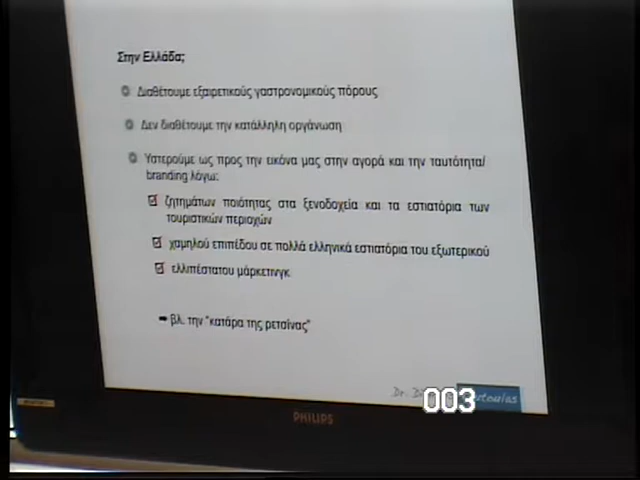 Στην Ελλάδα;
Διαθέτουμε εξαιρετικούς γαστρονομικούς πόρους
Δεν διαθέτουμε την κατάλληλη οργάνωση
Υστερούμε ως προς την εικόνα μας στην αγορά και την ταυτότητα/
branding λόγω:
ζητημάτων ποιότητας στα ξενοδοχεία και τα εστιατόρια των
τουριστικών περιοχών
χαμηλού επιπέδου σε πολλά ελληνικά εστιατόρια του εξωτερικού
ελλιπέστατου μάρκετινγκ
➡ βλ. την "κατάρα της ρετσίνας"
Dr.
003
PHILIPS